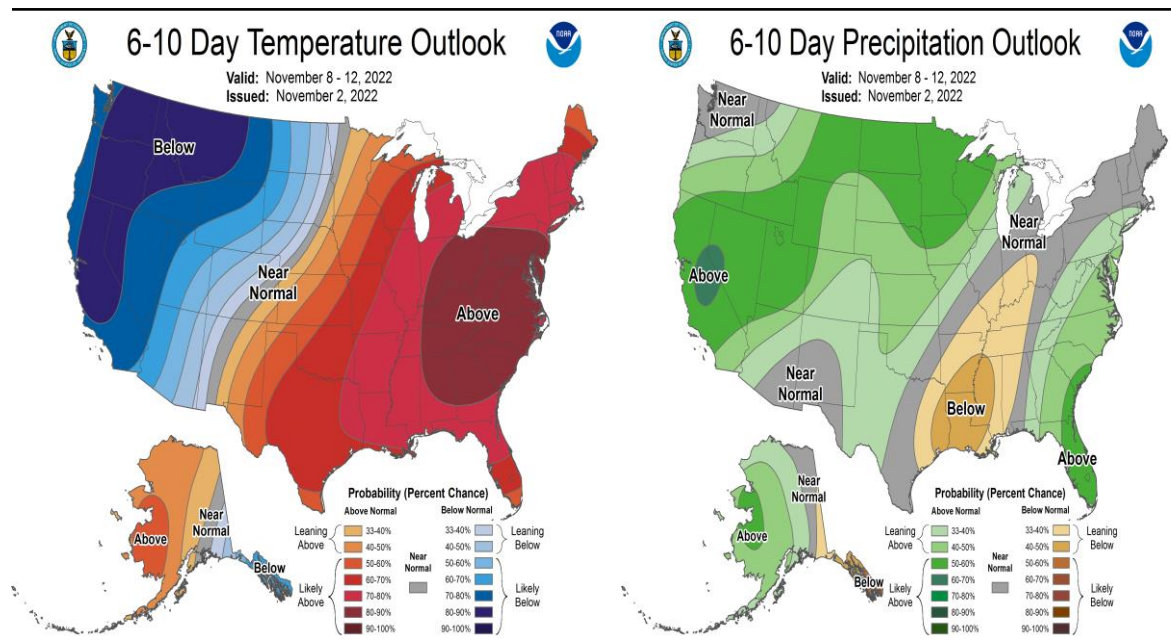 6-10 Day Temperature Outlook
NOAA
Valid: November 8 - 12, 2022
Issued: November 2, 2022
Below
Near
Normal
Above
Above
Near
Normal
Below
Probability (Percent Chance)
Above Normal
Below Normal
Leaning
Above
33-40%
33-40%
Leaning
Below
40-50%
40-50%
Likely
Above
50-60%
50-60%
Near
Normal
60-70%
60-70%
70-80%
70-80%
Likely
Below
80-90%
80-90%
90-100%
90-100%
6-10 Day Precipitation Outlook
NOAA
Valid: November 8 - 12, 2022
Issued: November 2, 2022
Near
Normal
Above
Near
Normal
Near
Normal
Below
Above
Above
Near
Normal
Below
Probability (Percent Chance)
Above Normal
Below Normal
Leaning
Above
33-40%
33-40%
Leaning
Below
40-50%
40-50%
Likely
Above
50-60%
50-60%
Near
Normal
60-70%
60-70%
70-80%
70-80%
Likely
Below
80-90%
80-90%
90-100%
90-100%